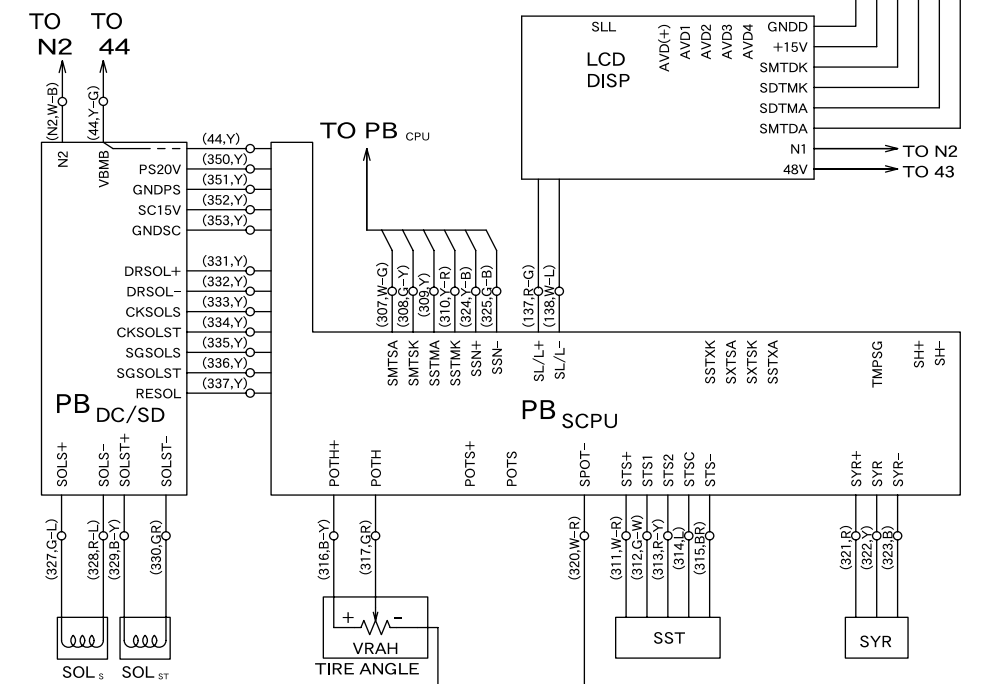 TO N2
TO 44
(N2,W-B)
(44,Y-G)
N2
VBMB
(44,Y)
PS20V (350,Y)
GNDPS (351,Y)
SC15V (352,Y)
GNDSC (353,Y)
DRSOL+ (331,Y)
DRSOL- (332,Y)
CKSOLS (333,Y)
CKSOLST (334,Y)
SGSOLS (335,Y)
SGSOLST (336,Y)
RESOL (337,Y)
PB DC/SD
SOLS+
SOLS-
SOLST+
SOLST-
(327,G-L)
(328,R-L)
(329,B-Y)
(330,GR)
SOL S
SOL ST
TO PB CPU
(307,W-G)
(308,G-Y)
(309,Y)
(310,Y-R)
(324,Y-B)
(325,G-B)
(137,R-G)
(138,W-L)
SMTSA
SMTSK
SSTMA
SSTMK
SSN+
SSN-
SL/L+
SL/L-
SSTXK
SXTSA
SXTSK
SSTXA
TMPSG
SH+
SH-
PB SCPU
POTH+
POTH
POTS+
POTS
SPOT-
STS+
STS1
STS2
STSC
STS-
SYR+
SYR
SYR-
(316,B-Y)
(317,GR)
(320,W-R)
(311,W-R)
(312,G-W)
(313,R-Y)
(314,L)
(315,BR)
(321,R)
(322,Y)
(323,B)
+ -
VRAH
TIRE ANGLE
SST
SYR
SLL
LCD
DISP
AVD(+)
AVD1
AVD2
AVD3
AVD4
GNDD
+15V
SMTDK
SDTMK
SDTMA
SMTDA
N1 TO N2
48V TO 43